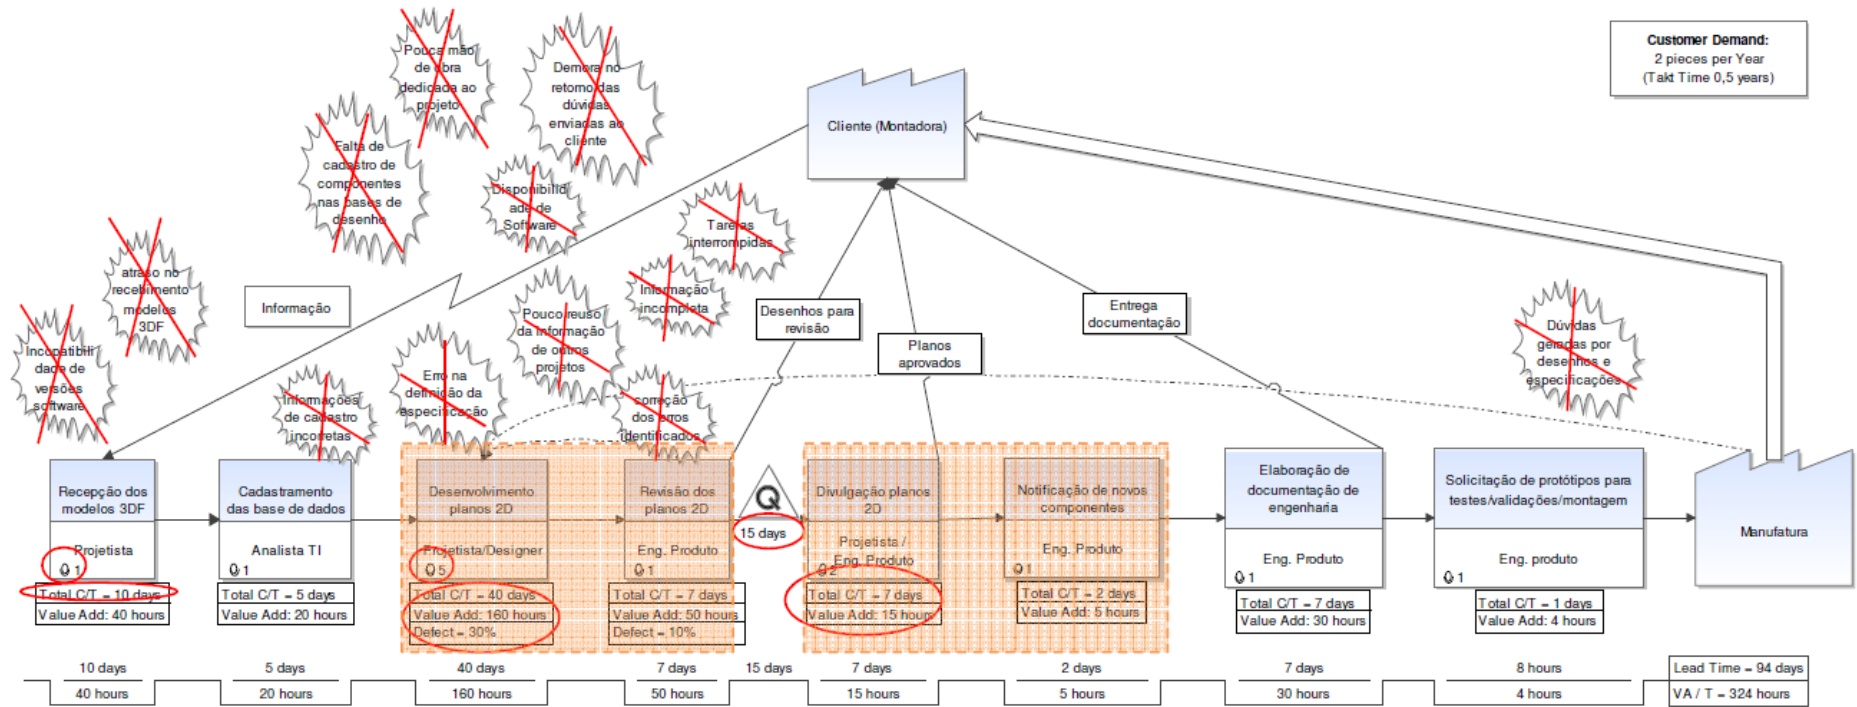 Pouca mão
de obra
dedicada ao
projeto
Demora no
retorno das
dúvidas
enviadas ao
cliente
Falta de
cadastro de
componentes
nas bases de
desenho
Disponibilid
ade de
Software
Tarefas
interrompidas
atraso no
recebimento
modelos
3DF
Incopatibili
dade de
versões
software
Informação
incompleta
Pouco reuso
da informação
de outros
projetos
Erro na
definição da
especificação
Informações
de cadastro
incorretas
correção
dos erros
identificados
Dúvidas
geradas por
desenhos e
especificações
Customer Demand:
2 pieces per Year
(Takt Time 0,5 years)
Cliente (Montadora)
Informação
Desenhos para
revisão
Planos
aprovados
Entrega
documentação
Recepção dos
modelos 3DF
Projetista
1
Total C/T = 10 days
Value Add: 40 hours
Cadastramento
das base de dados
Analista TI
1
Total C/T = 5 days
Value Add: 20 hours
Desenvolvimento
planos 2D
Projetista/Designer
5
Total C/T = 40 days
Value Add: 160 hours
Defect = 30%
Revisão dos
planos 2D
Eng. Produto
1
Total C/T = 7 days
Value Add: 50 hours
Defect = 10%
Q
15 days
Divulgação planos
2D
Projetista /
Eng. Produto
2
Total C/T = 7 days
Value Add: 15 hours
Notificação de novos
componentes
Eng. Produto
1
Total C/T = 2 days
Value Add: 5 hours
Elaboração de
documentação de
engenharia
Eng. Produto
1
Total C/T = 7 days
Value Add: 30 hours
Solicitação de protótipos para
testes/validações/montagem
Eng. produto
1
Total C/T = 1 days
Value Add: 4 hours
Manufatura
10 days
5 days
40 days
7 days
15 days
7 days
2 days
7 days
8 hours
Lead Time = 94 days
40 hours
20 hours
160 hours
50 hours
15 hours
5 hours
30 hours
4 hours
VA / T = 324 hours